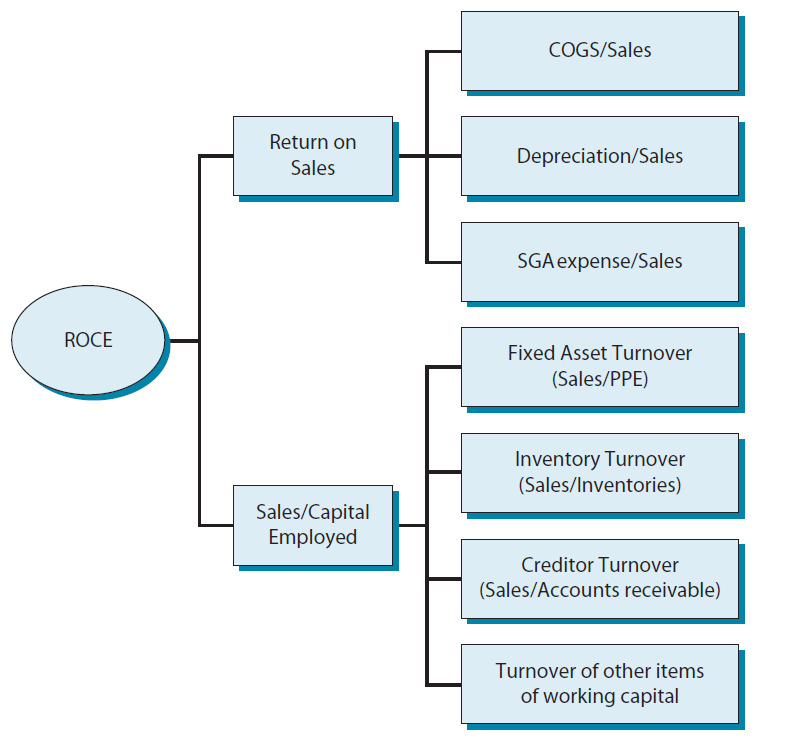 COGS/Sales
Return on
Sales
Depreciation/Sales
SGA expense/Sales
ROCE
Fixed Asset Turnover
(Sales/PPE)
Inventory Turnover
(Sales/Inventories)
Sales/Capital
Employed
Creditor Turnover
(Sales/Accounts receivable)
Turnover of other items
of working capital